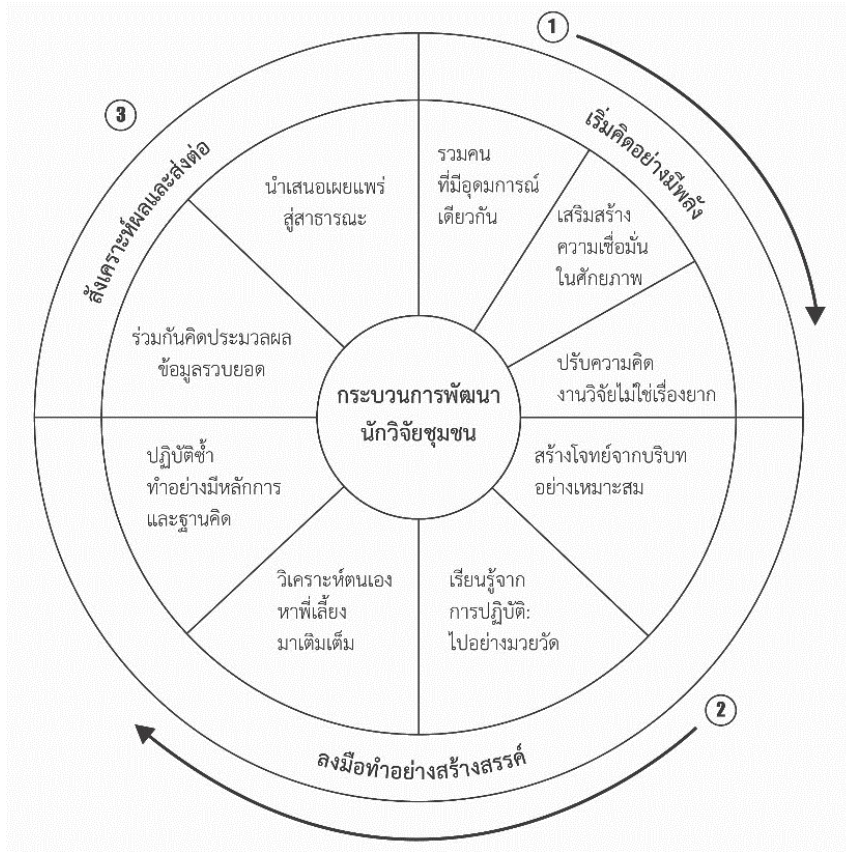 1
เริ่มคิดอย่างมีพลัง
รวมคน
ที่มีอุดมการณ์
เดียวกัน
เสริมสร้าง
ความเชื่อมั่น
ในศักยภาพ
ปรับความคิด
งานวิจัยไม่ใช่เรื่องยาก
2
ลงมือทำอย่างสร้างสรรค์
สร้างโจทย์จากบริบท
อย่างเหมาะสม
เรียนรู้จาก
การปฏิบัติ:
ไปอย่างมวยวัด
วิเคราะห์ตนเอง
หาพี่เลี้ยง
มาเติมเต็ม
ปฏิบัติซ้ำ
ทำอย่างมีหลักการ
และฐานคิด
3
สังเคราะห์ผลและส่งต่อ
ร่วมกันคิดประมวลผล
ข้อมูลรวบยอด
นำเสนอเผยแพร่
สู่สาธารณะ
กระบวนการพัฒนา
นักวิจัยชุมชน